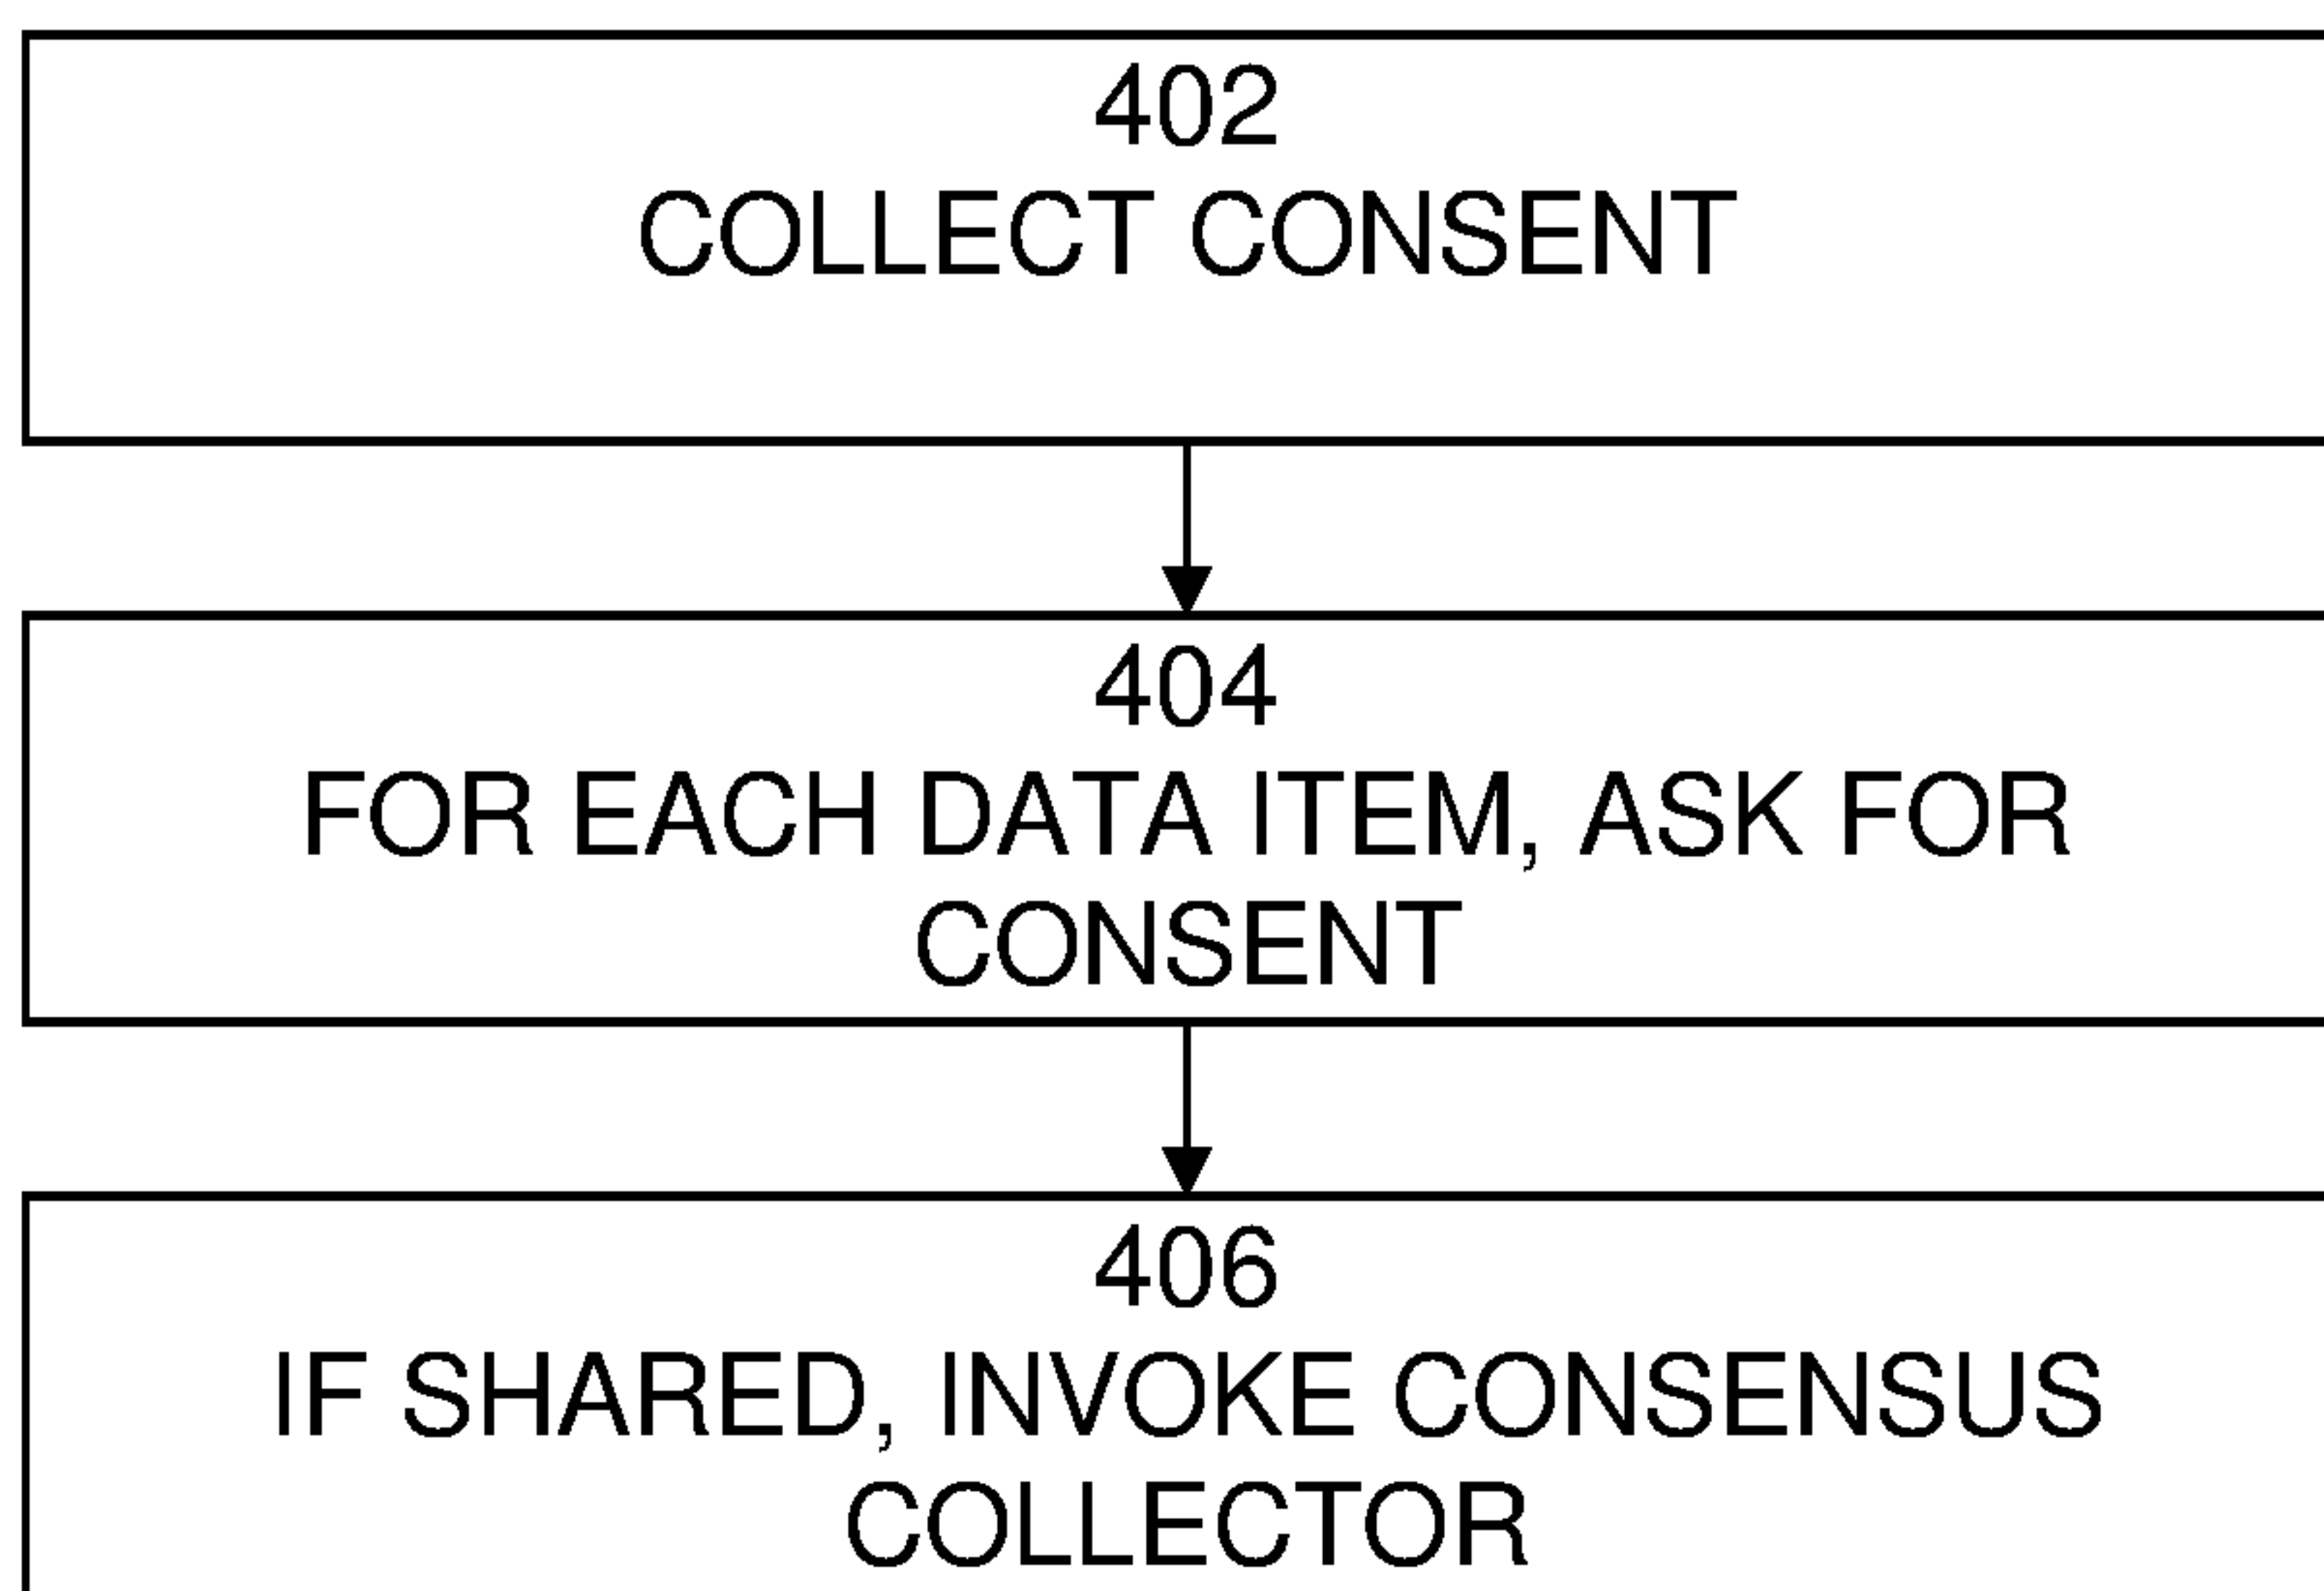 402
COLLECT CONSENT
404
FOR EACH DATA ITEM, ASK FOR
CONSENT
406
IF SHARED, INVOKE CONSENSUS
COLLECTOR